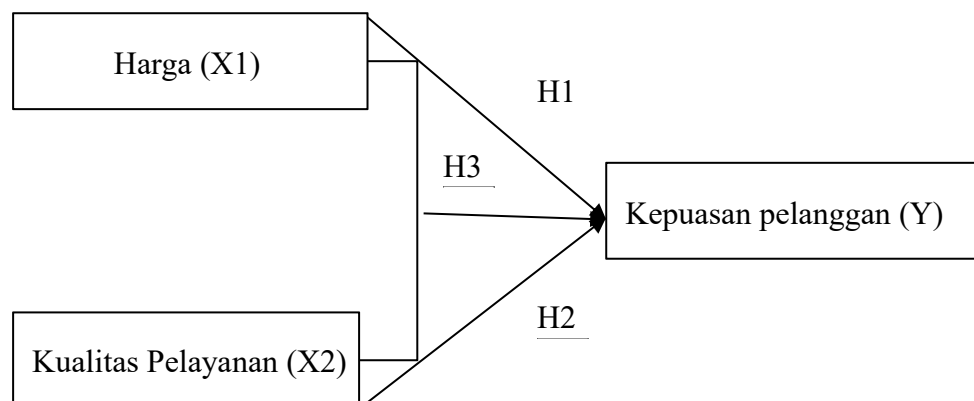 Harga (X1)
H1
H3
Kepuasan pelanggan (Y)
H2
Kualitas Pelayanan (X2)